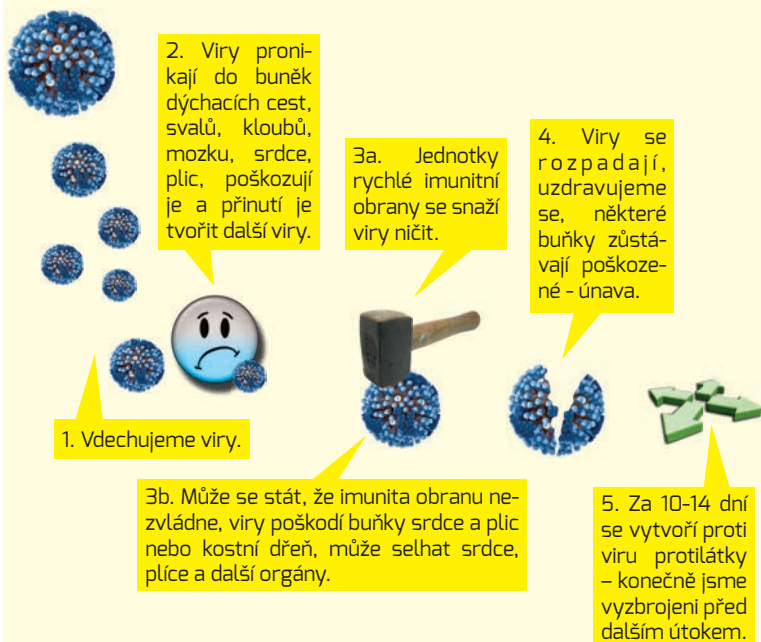 1. Vdechujeme viry.
2. Viry proni-
kají do buněk
dýchacích cest,
svalů, kloubů,
mozku, srdce,
plic, poškozují
je a přinutí je
tvořit další viry.
3a. Jednotky
rychlé imunitní
obrany se snaží
viry ničit.
3b. Může se stát, že imunita obranu ne-
zvládne, viry poškodí buňky srdce a plic
nebo kostní dřeň, může selhat srdce,
plíce a další orgány.
4. Viry se
rozpadají,
uzdravujeme
se, některé
buňky zůstá-
vají poškoze-
né - únava.
5. Za 10-14 dní
se vytvoří proti
viru protilátky
– konečně jsme
vyzbrojeni před
dalším útokem.